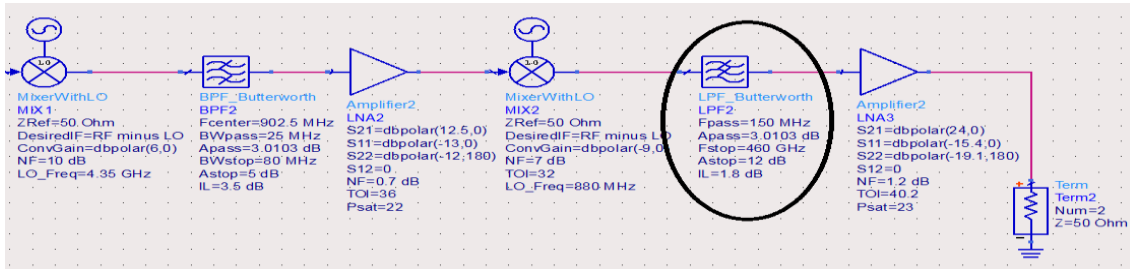 LO
MixerWithLO
MIX1
ZRef=50 Ohm
DesiredIF=RF minus LO
ConvGain=dbpolar(6,0)
NF=10 dB
LO_Freq=4.35 GHz
BPF_Butterworth
BPF2
Fcenter=902.5 MHz
BWpass=25 MHz
Apass=3.0103 dB
BWstop=80 MHz
Astop=5 dB
IL=3.5 dB
Amplifier2
LNA2
S21=dbpolar(12.5,0)
S11=dbpolar(-13,0)
S22=dbpolar(-12,180)
S12=0
NF=0.7 dB
TOI=36
Psat=22
LO
MixerWithLO
MIX2
ZRef=50 Ohm
DesiredIF=RF minus LO
ConvGain=dbpolar(-9,0)
NF=7 dB
TOI=32
LO_Freq=880 MHz
LPF_Butterworth
LPF2
Fpass=150 MHz
Apass=3.0103 dB
Fstop=460 GHz
Astop=12 dB
IL=1.8 dB
Amplifier2
LNA3
S21=dbpolar(24,0)
S11=dbpolar(-15.4,0)
S22=dbpolar(-19.1,180)
S12=0
NF=1.2 dB
TOI=40.2
Psat=23
Term
Term2
Num=2
Z=50 Ohm